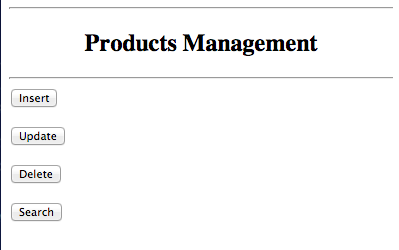 Products Management
Insert
Update
Delete
Search